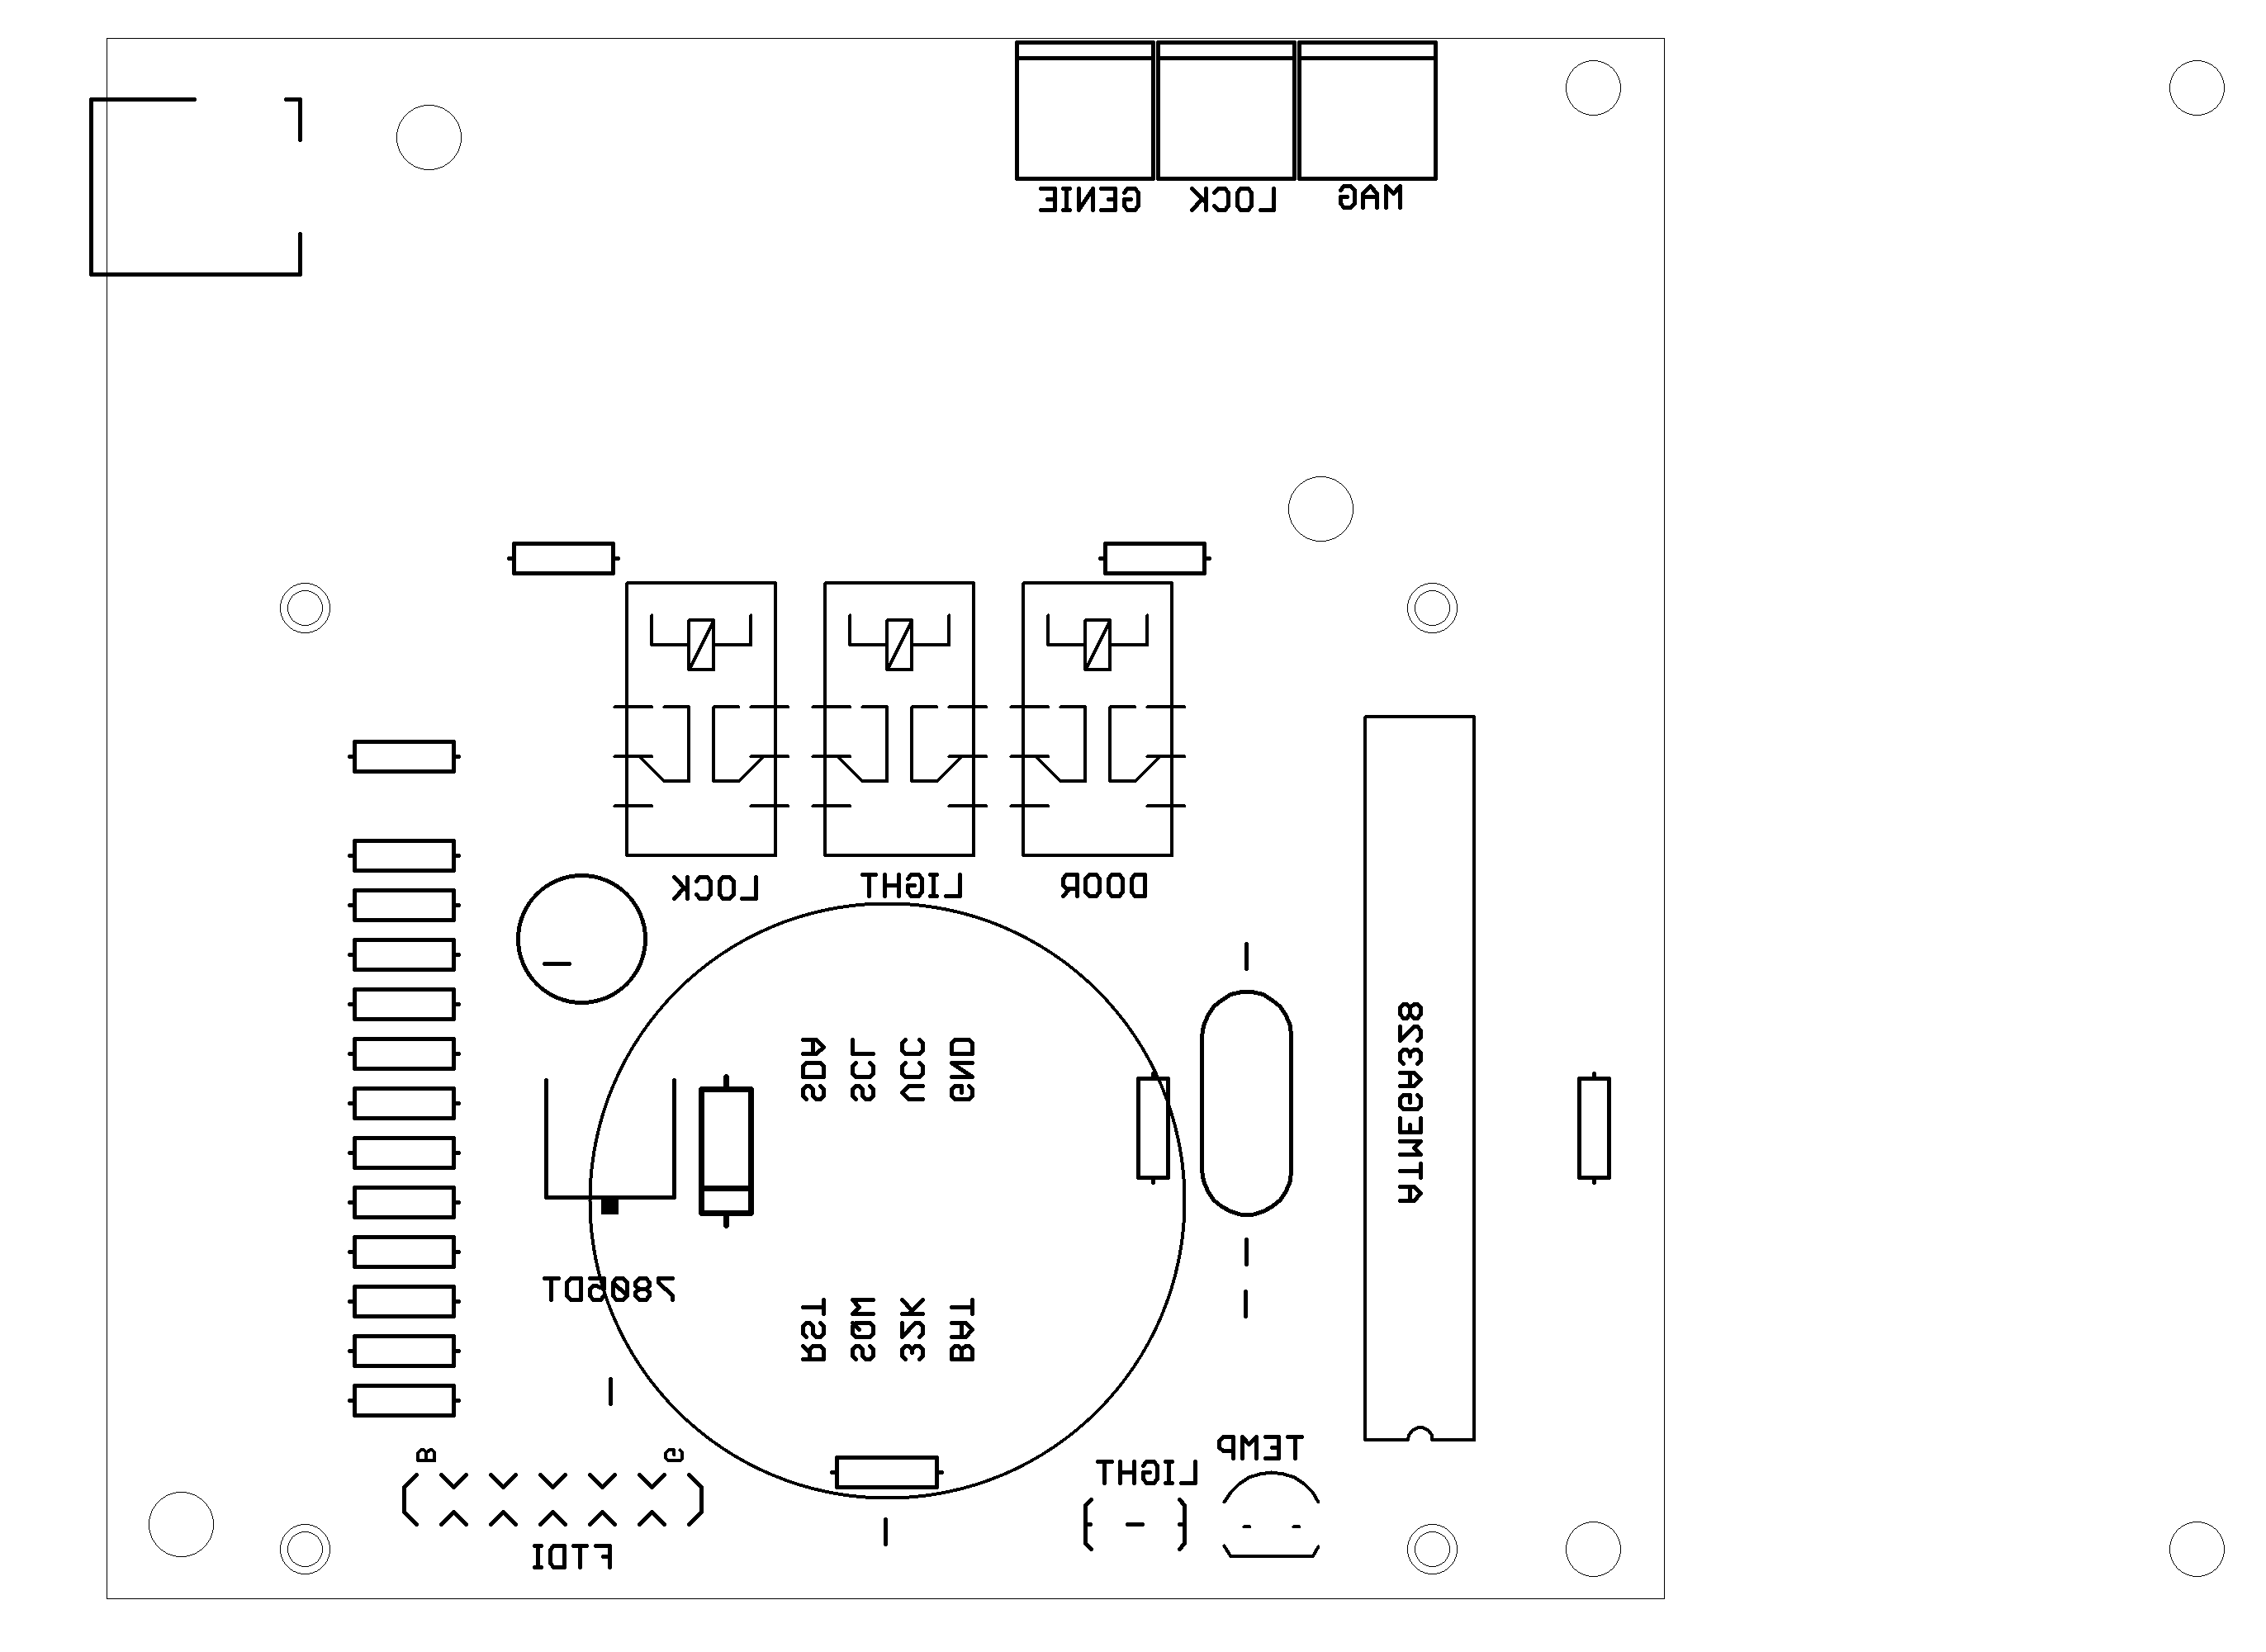 GENIE
LOCK
MAG
LOCK
LIGHT
DOOR
SDA
SCL
VCC
GND
ATMEGA328
7805DT
RST
SQW
32K
BAT
B
G
TEMP
LIGHT
FTDI